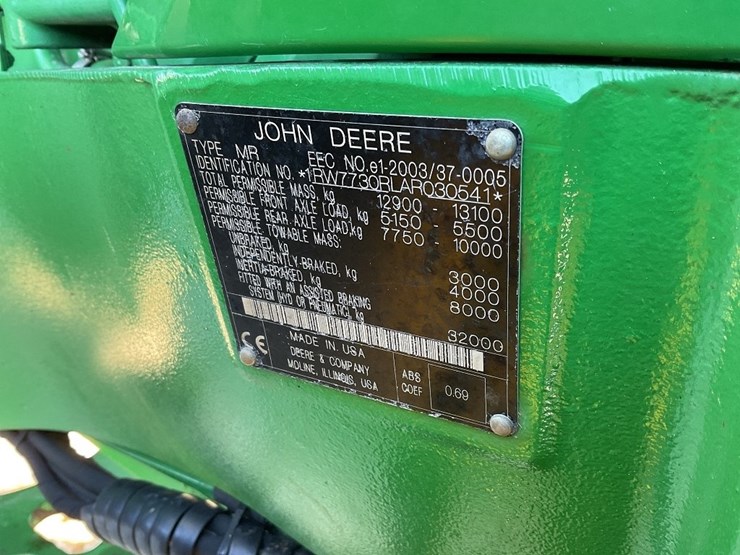 JOHN DEERE
TYPE MR EEC NO.e1-2003/37-0005
IDENTIFICATION NO. *1RW7730RLAR030541*
TOTAL PERMISSIBLE MASS, kg 12900 - 13100
PERMISSIBLE FRONT AXLE LOAD, kg 5150 - 5500
PERMISSIBLE REAR AXLE LOAD,kg 7750 - 10000
PERMISSIBLE TOWABLE MASS:
UNBRAKED, kg 3000
INDEPENDENTLY-BRAKED, kg 4000
INERTIA-BRAKED, kg 8000
FITTED WITH AN ASSISTED BRAKING
SYSTEM (HYD OR PNEUMATIC), kg 32000
CE MADE IN USA
DEERE & COMPANY
MOLINE, ILLINOIS, USA
ABS
COEF 0.69